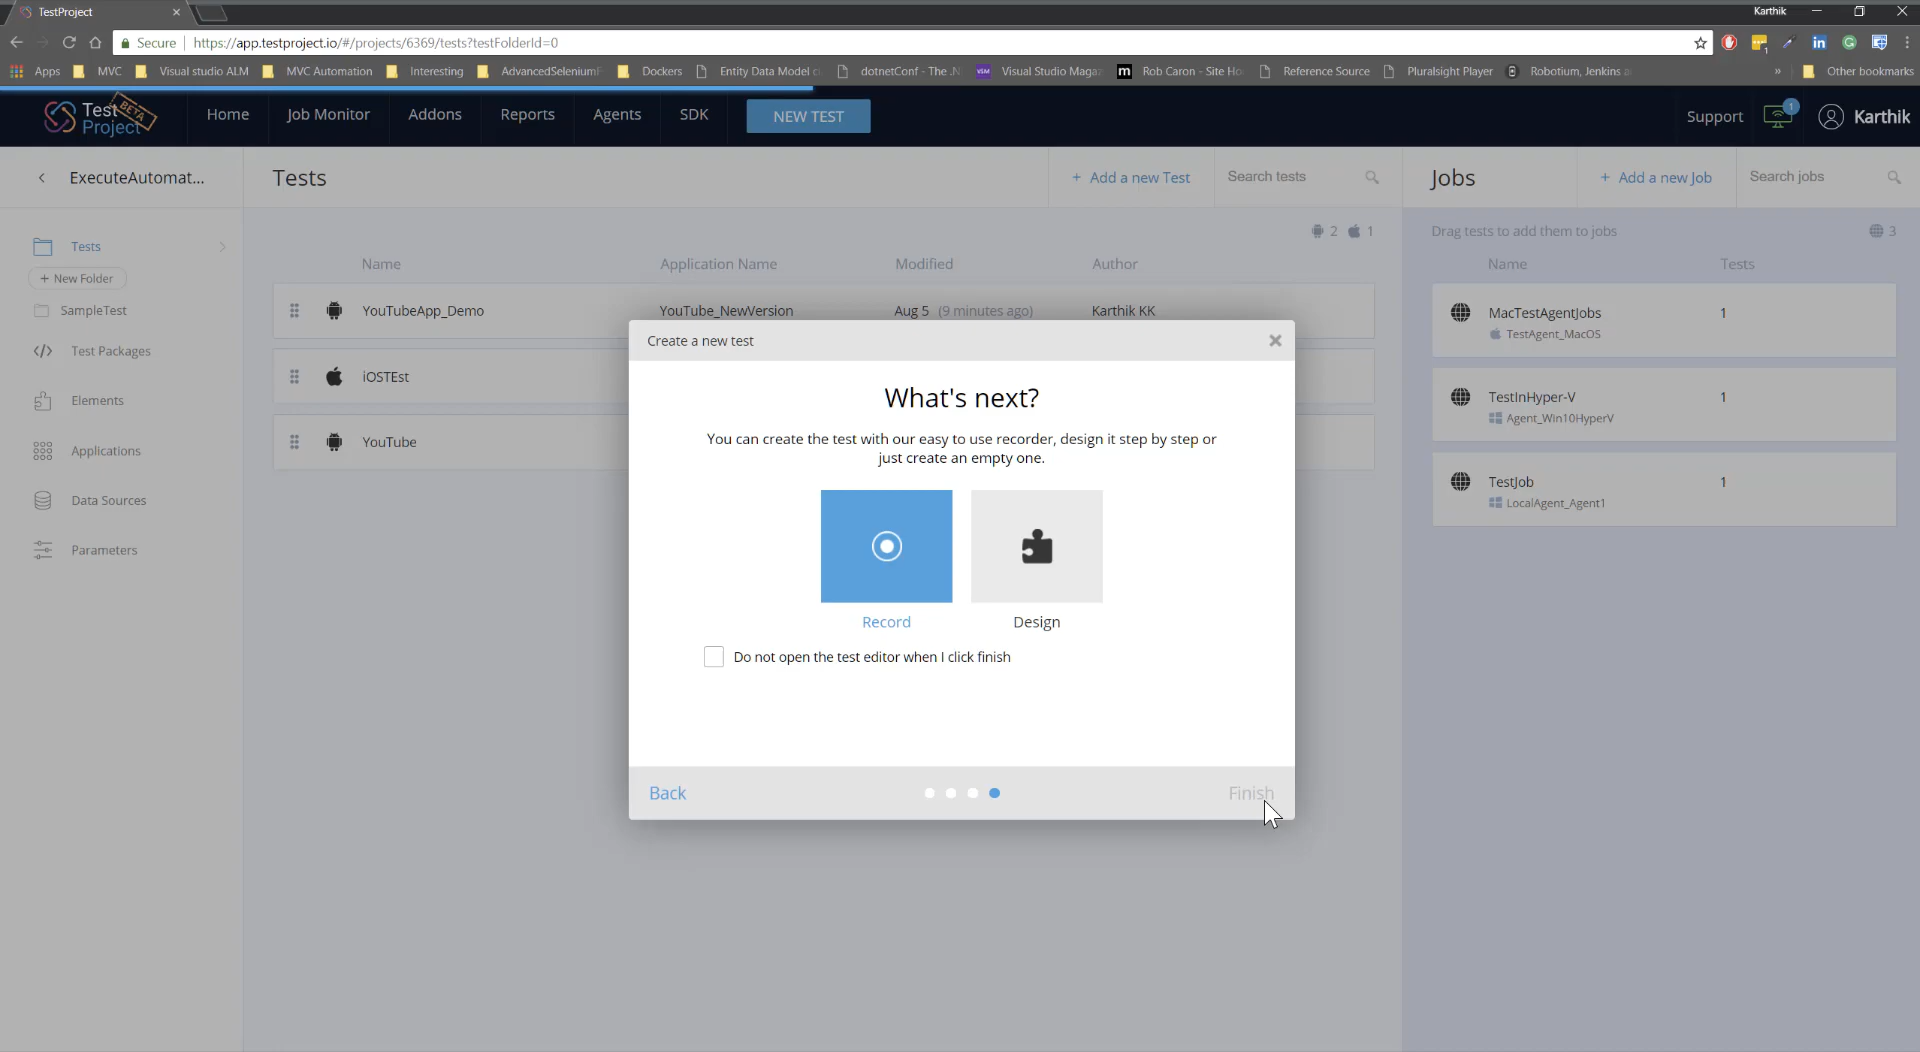 TestProject
Karthik
Secure | https://app.testproject.io/#/projects/6369/tests?testFolderId=0
Apps MVC Visual studio ALM MVC Automation Interesting AdvancedSelenium Dockers Entity Data Model dotnetConf - The .N Visual Studio Magaz Rob Caron - Site Ho Reference Source Pluralsight Player Robotium, Jenkins » Other bookmarks
Test Project BETA
Home Job Monitor Addons Reports Agents SDK NEW TEST Support 1 Karthik
ExecuteAutomat... Tests + Add a new Test Search tests Jobs + Add a new Job Search jobs
Tests
+ New Folder
SampleTest
Test Packages
Elements
Applications
Data Sources
Parameters
2 1
Name Application Name Modified Author
YouTubeApp_Demo YouTube_NewVersion Aug 5 (9 minutes ago) Karthik KK
iOSTEst
YouTube
Create a new test
What's next?
You can create the test with our easy to use recorder, design it step by step or
just create an empty one.
Record Design
Do not open the test editor when I click finish
Back Finish
Drag tests to add them to jobs 3
Name Tests
MacTestAgentJobs 1
TestAgent_MacOS
TestInHyper-V 1
Agent_Win10HyperV
TestJob 1
LocalAgent_Agent1